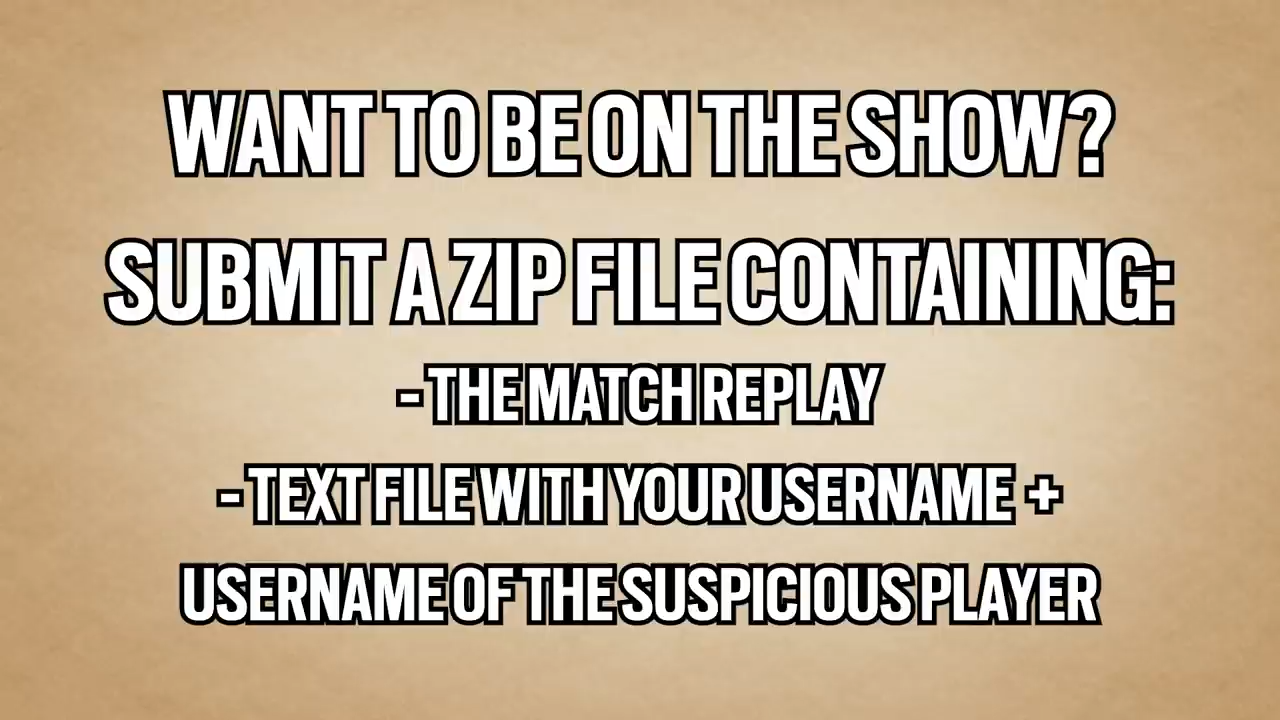 WANT TO BE ON THE SHOW?
SUBMIT A ZIP FILE CONTAINING:
- THE MATCH REPLAY
- TEXT FILE WITH YOUR USERNAME +
USERNAME OF THE SUSPICIOUS PLAYER